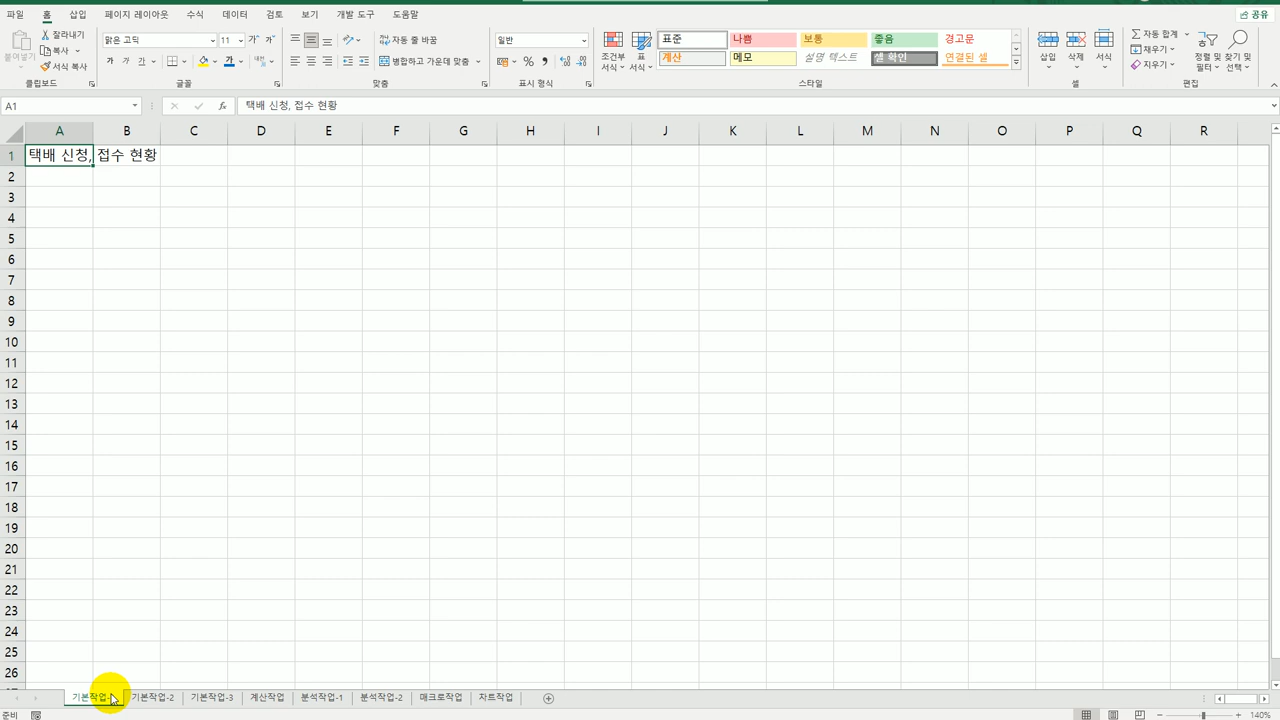 파일 홈 삽입 페이지 레이아웃 수식 데이터 검토 보기 개발 도구 도움말 공유
붙여넣기 잘라내기 복사 서식 복사 클립보드
맑은 고딕 11 가 가 가 가 가 글꼴
자동 줄 바꿈 병합하고 가운데 맞춤 맞춤
일반 % 표시 형식
조건부 서식 표 서식 표준 나쁨 보통 좋음 경고문
계산 메모 설명 텍스트 셀 확인 연결된 셀 스타일
삽입 삭제 서식 셀
자동 합계 채우기 지우기 정렬 및 필터 찾기 및 선택 편집
A1 fx 택배 신청, 접수 현황
A B C D E F G H I J K L M N O P Q R
1 택배 신청, 접수 현황
2
3
4
5
6
7
8
9
10
11
12
13
14
15
16
17
18
19
20
21
22
23
24
25
26
기본작업- 기본작업-2 기본작업-3 계산작업 분석작업-1 분석작업-2 매크로작업 차트작업
준비 140%